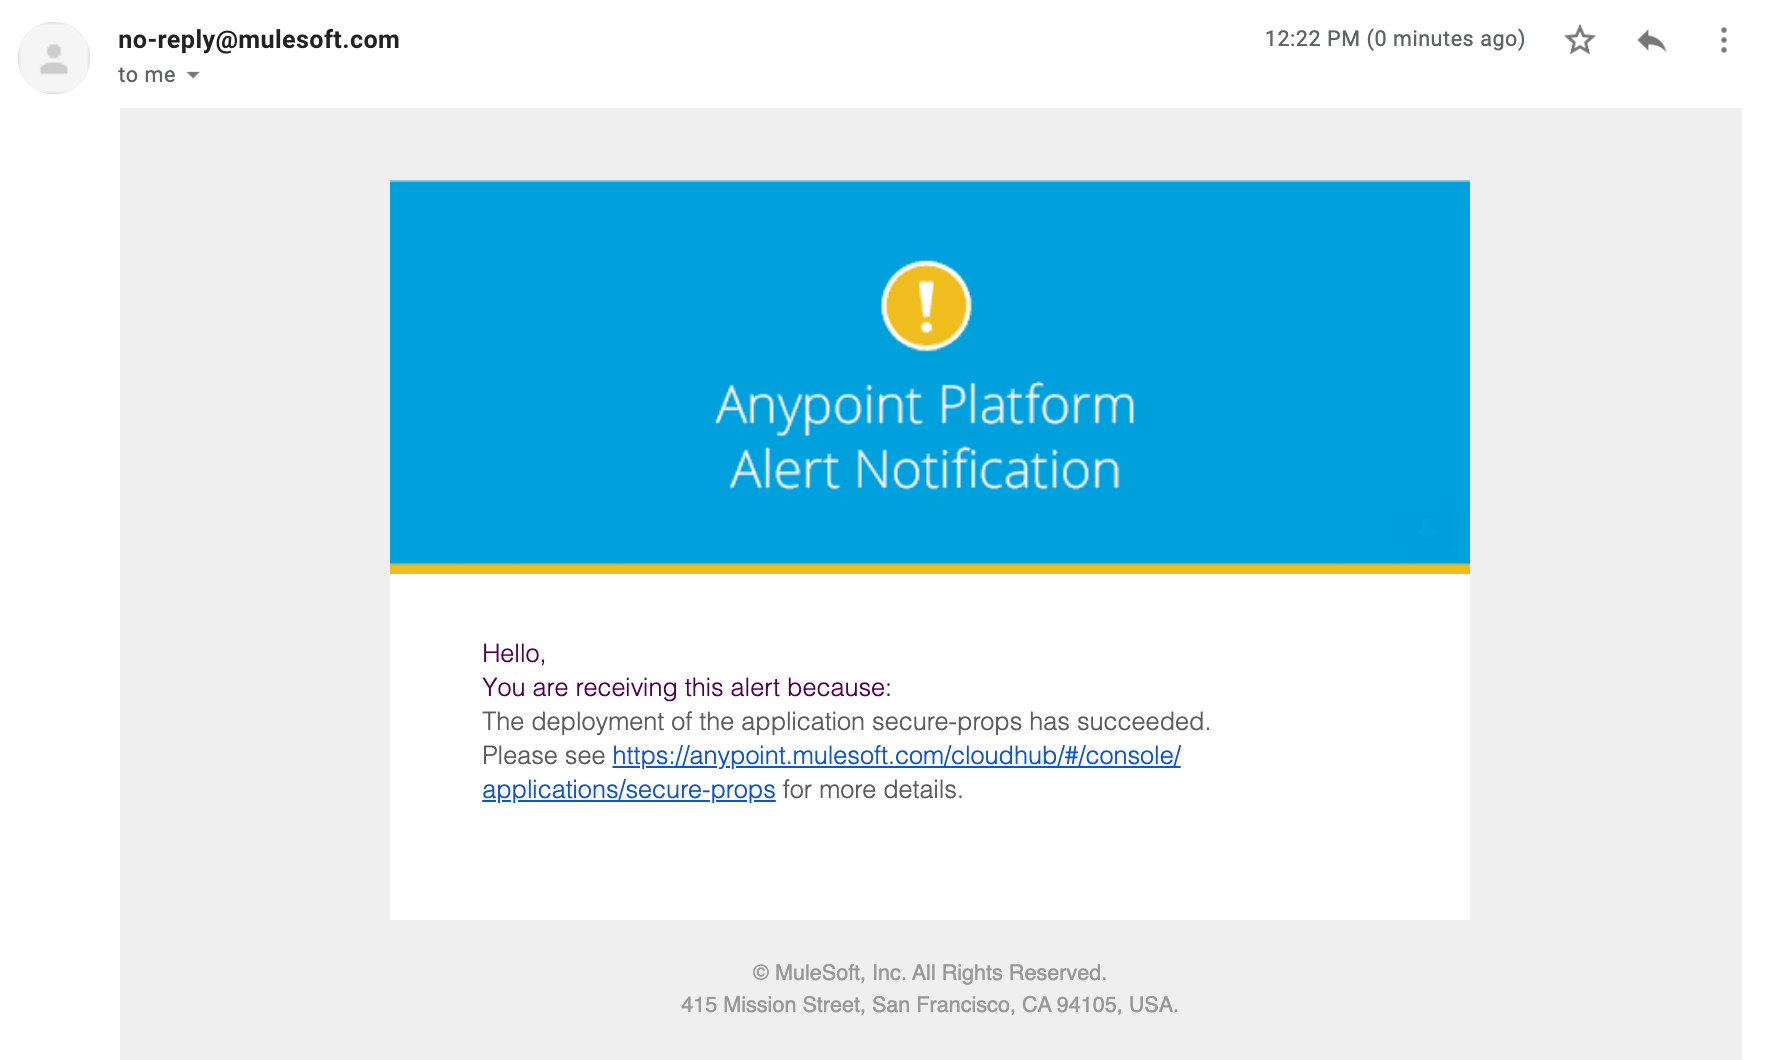 no-reply@mulesoft.com
12:22 PM (0 minutes ago)
to me
!
Anypoint Platform
Alert Notification
Hello,
You are receiving this alert because:
The deployment of the application secure-props has succeeded.
Please see https://anypoint.mulesoft.com/cloudhub/#/console/
applications/secure-props for more details.
© MuleSoft, Inc. All Rights Reserved.
415 Mission Street, San Francisco, CA 94105, USA.